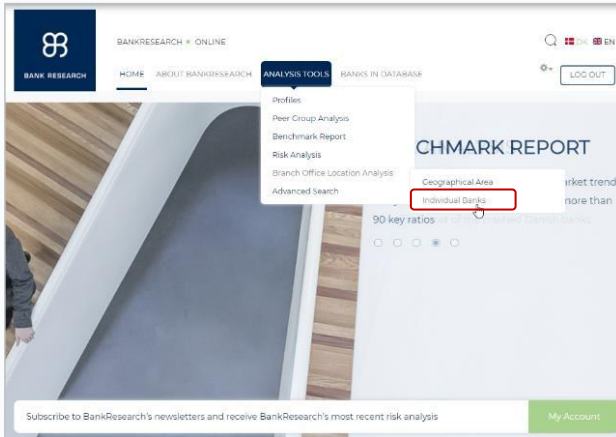 BANKRESEARCH • ONLINE
DK EN
BANK RESEARCH
HOME ABOUT BANKRESEARCH ANALYSIS TOOLS BANKS IN DATABASE
LOG OUT
Profiles
Peer Group Analysis
Benchmark Report
Risk Analysis
Branch Office Location Analysis
Advanced Search
Geographical Area
Individual Banks
CHMARK REPORT
arket trend
more than
90 key ratios
Subscribe to BankResearch's newsletters and receive BankResearch's most recent risk analysis
My Account